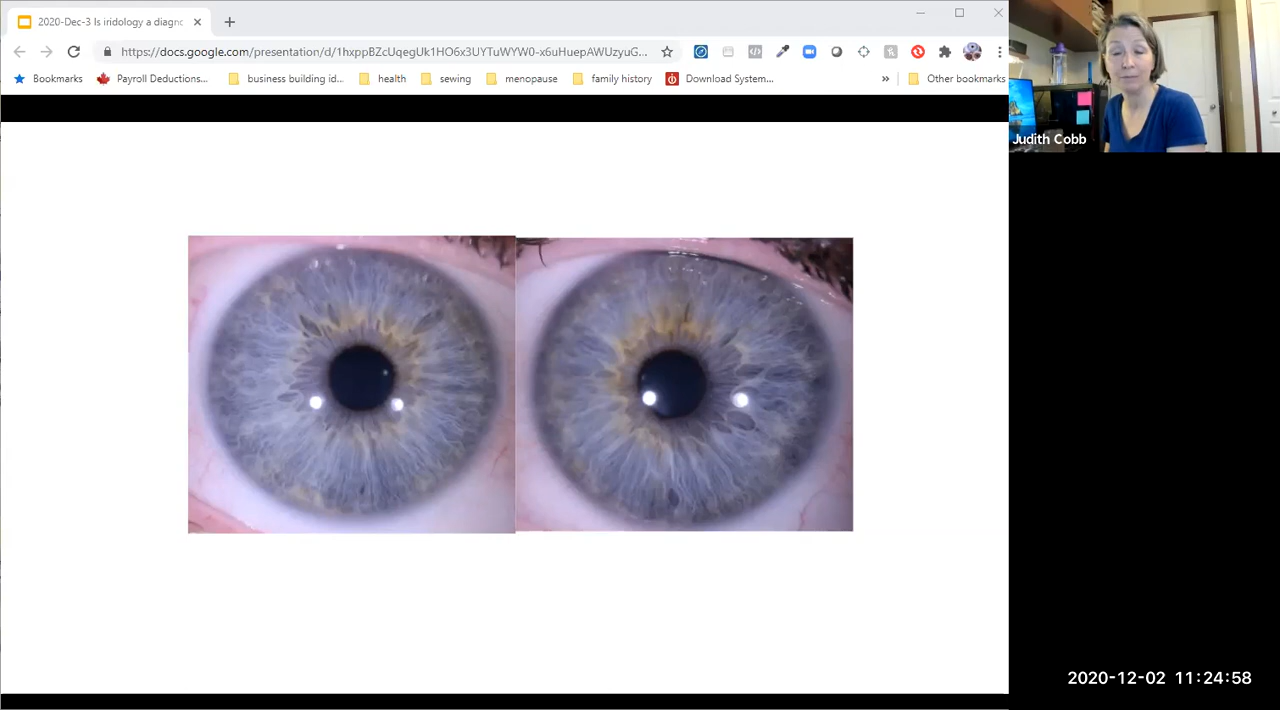 2020-Dec-3 Is iridology a diagno
https://docs.google.com/presentation/d/1hxppBZcUqegUk1HO6x3UYTuWYW0-x6uHuepAWUzyuG...
Bookmarks
Payroll Deductions...
business building id...
health
sewing
menopause
family history
Download System...
»
Other bookmarks
Judith Cobb
2020-12-02 11:24:58